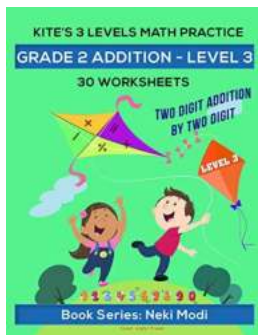 KITE'S 3 LEVELS MATH PRACTICE
GRADE 2 ADDITION - LEVEL 3
30 WORKSHEETS
TWO DIGIT ADDITION
BY TWO DIGIT
LEVEL 3
1 2 3 4 5 6 7 8 9 0
Book Series: Neki Modi